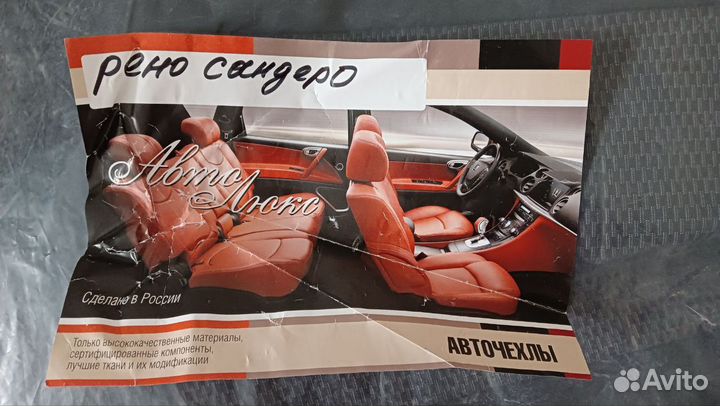 рено сандеро
Авто
Люкс
Сделано в России
Только высококачественные материалы,
сертифицированные компоненты,
лучшие ткани и их модификации
АВТОЧЕХЛЫ
Avito